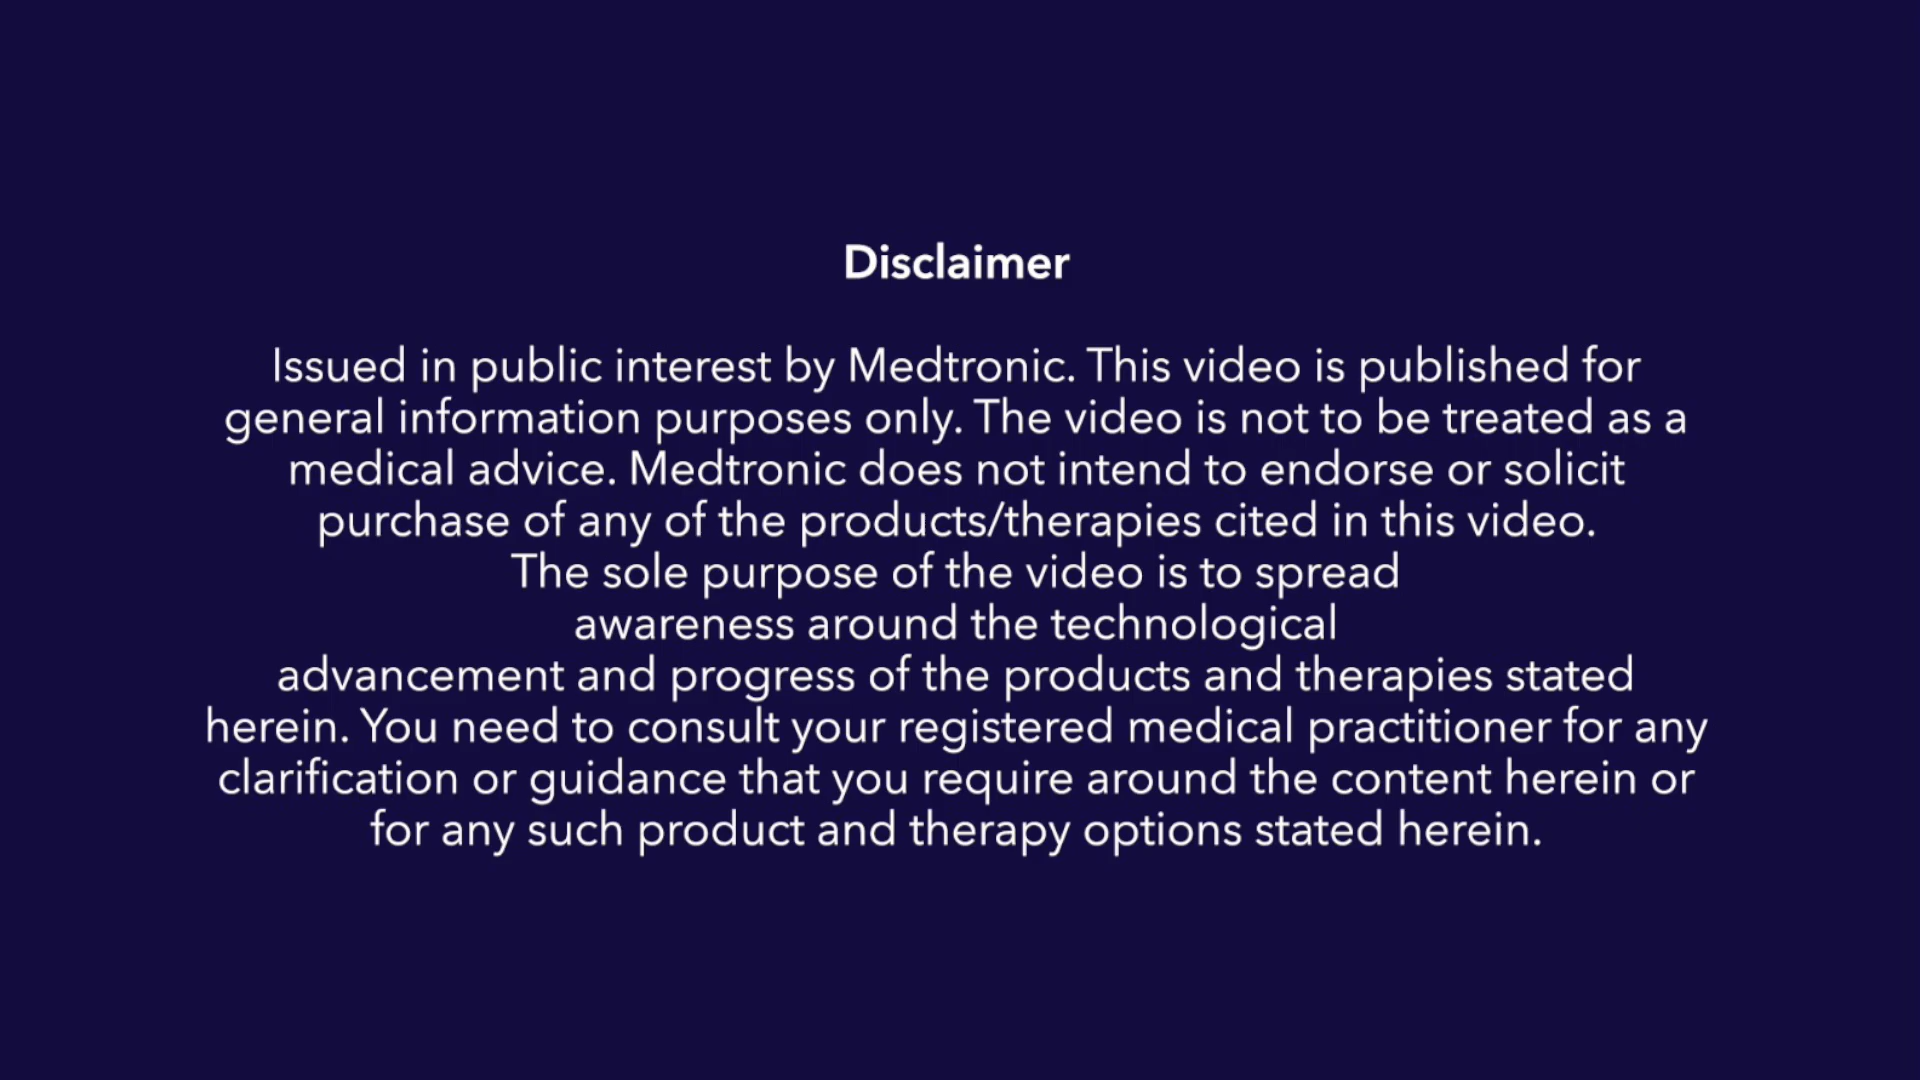 Disclaimer
Issued in public interest by Medtronic. This video is published for
general information purposes only. The video is not to be treated as a
medical advice. Medtronic does not intend to endorse or solicit
purchase of any of the products/therapies cited in this video.
The sole purpose of the video is to spread
awareness around the technological
advancement and progress of the products and therapies stated
herein. You need to consult your registered medical practitioner for any
clarification or guidance that you require around the content herein or
for any such product and therapy options stated herein.